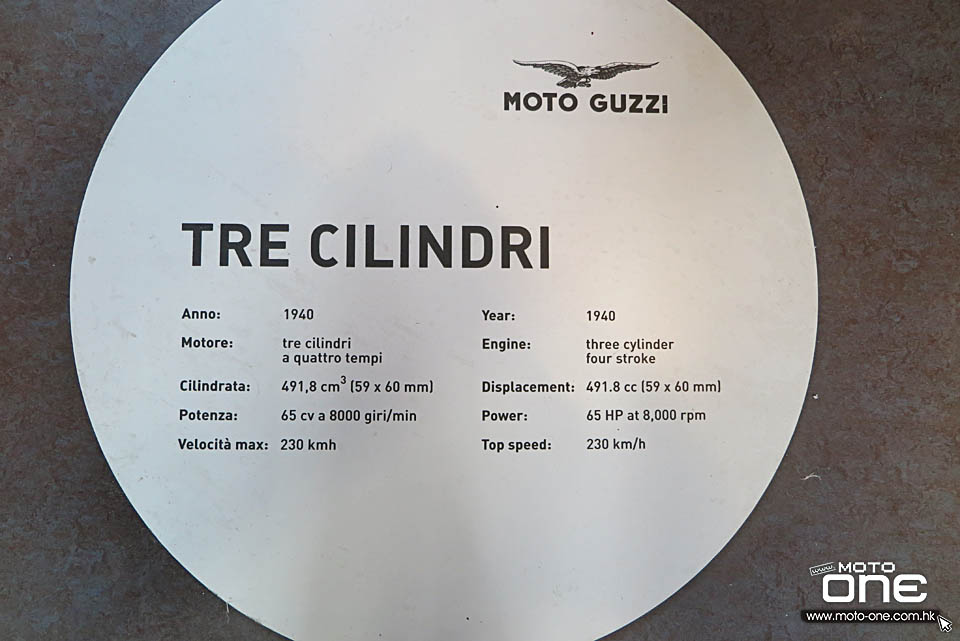 MOTO GUZZI
TRE CILINDRI
Anno: 1940
Motore: tre cilindri
a quattro tempi
Cilindrata: 491,8 cm³ (59 x 60 mm)
Potenza: 65 cv a 8000 giri/min
Velocità max: 230 kmh
Year: 1940
Engine: three cylinder
four stroke
Displacement: 491.8 cc (59 x 60 mm)
Power: 65 HP at 8,000 rpm
Top speed: 230 km/h
www. MOTO
ONE
www.moto-one.com.hk